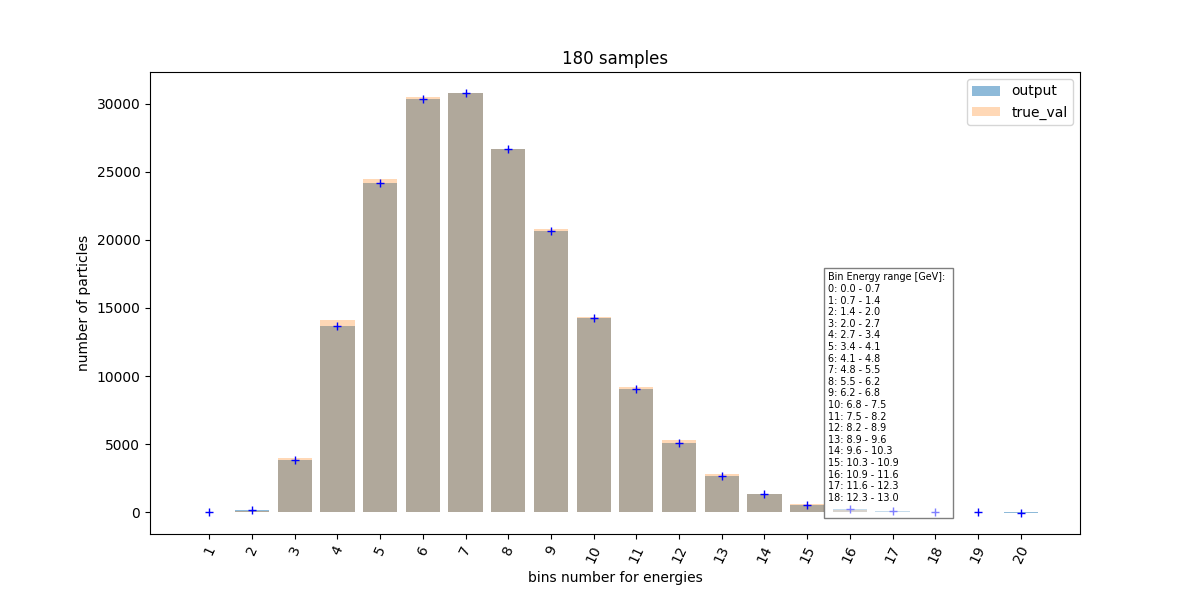 180 samples
output
true_val
number of particles
30000
25000
20000
15000
10000
5000
0
Bin Energy range [GeV]:
0: 0.0 - 0.7
1: 0.7 - 1.4
2: 1.4 - 2.0
3: 2.0 - 2.7
4: 2.7 - 3.4
5: 3.4 - 4.1
6: 4.1 - 4.8
7: 4.8 - 5.5
8: 5.5 - 6.2
9: 6.2 - 6.8
10: 6.8 - 7.5
11: 7.5 - 8.2
12: 8.2 - 8.9
13: 8.9 - 9.6
14: 9.6 - 10.3
15: 10.3 - 10.9
16: 10.9 - 11.6
17: 11.6 - 12.3
18: 12.3 - 13.0
1 2 3 4 5 6 7 8 9 10 11 12 13 14 15 16 17 18 19 20
bins number for energies